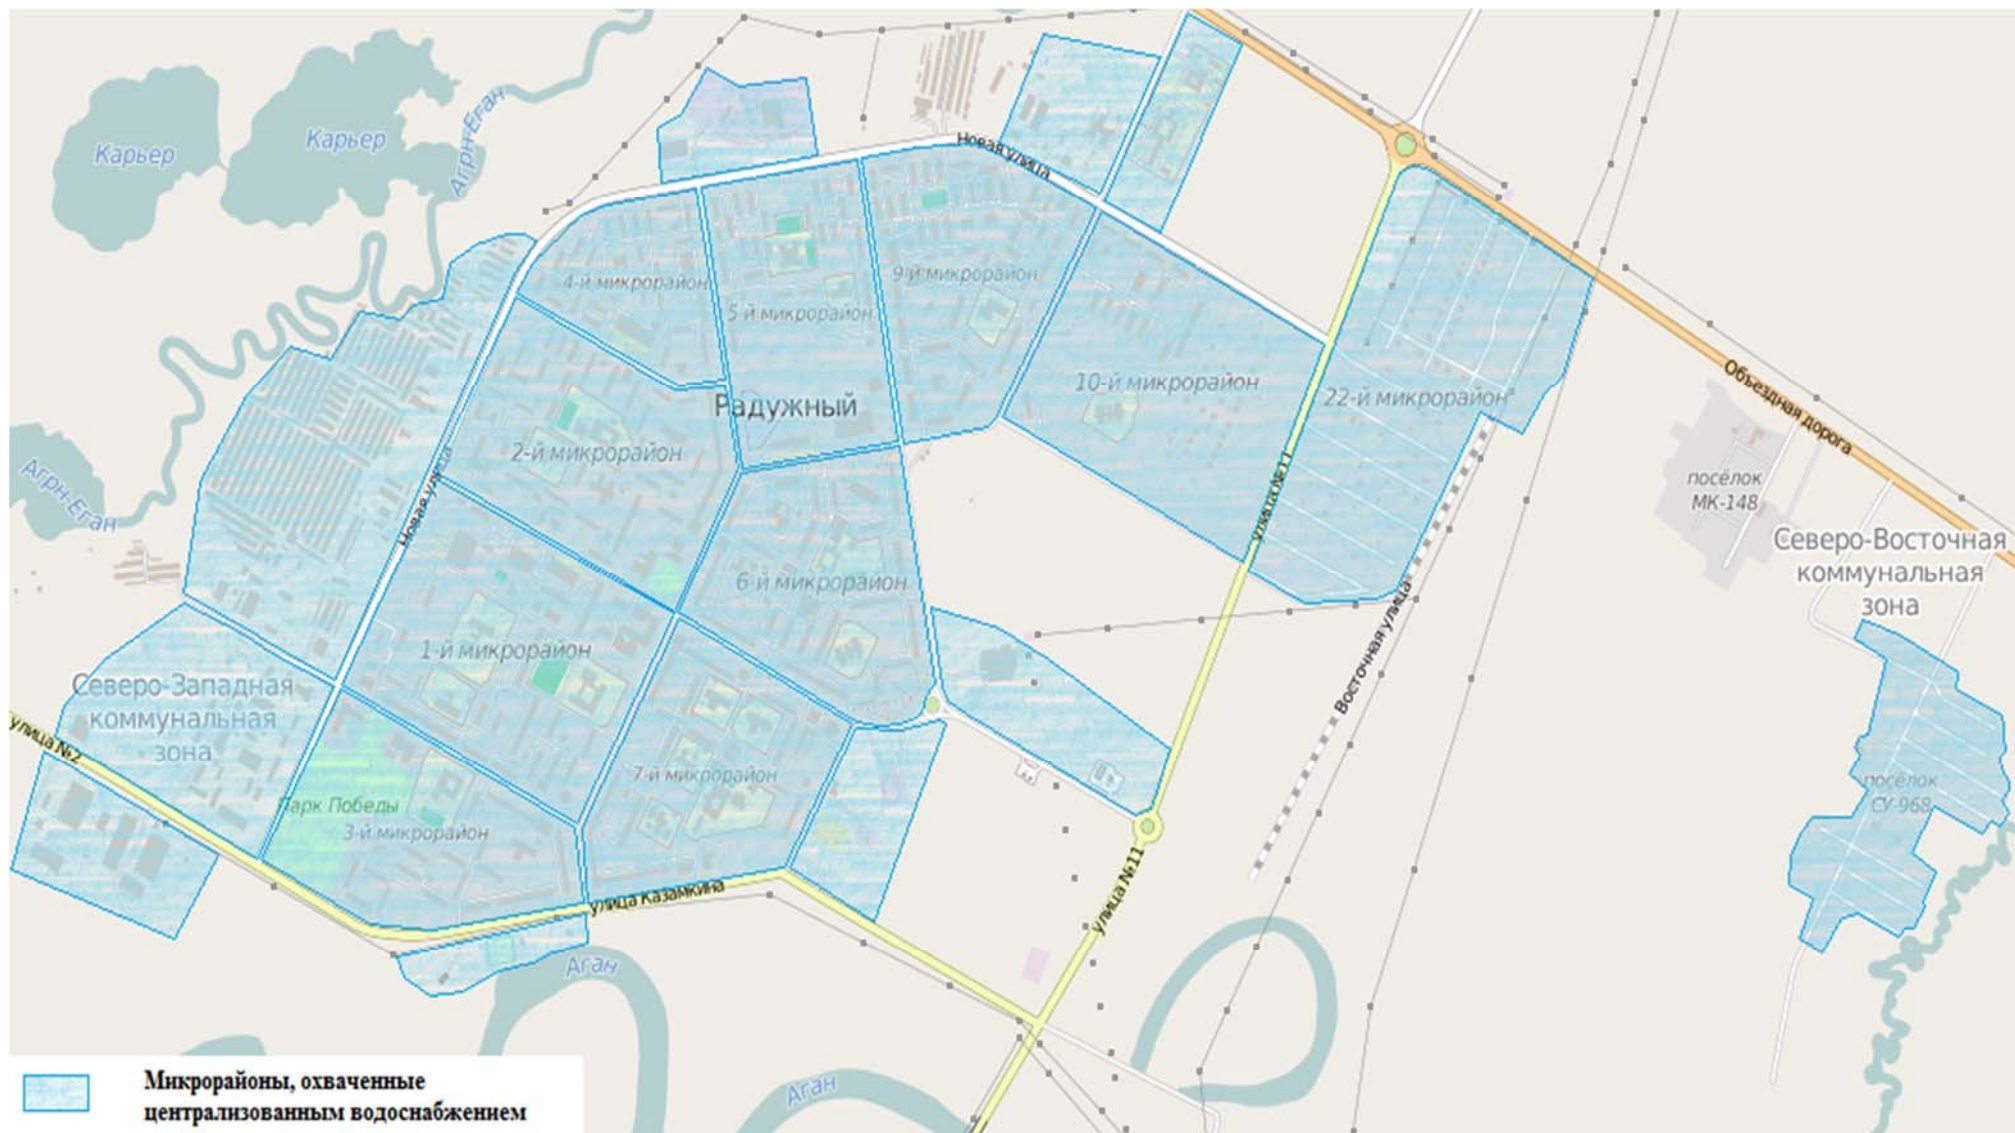 Карьер
Карьер
Агрн-Еган
Новая улица
4-й микрорайон
9-й микрорайон
5-й микрорайон
10-й микрорайон
22-й микрорайон
Радужный
Объездная дорога
2-й микрорайон
Агрн-Еган
Новая улица
улица №11
посёлок
МК-148
Северо-Восточная
коммунальная
зона
6-й микрорайон
1-й микрорайон
Восточная улица
Северо-Западная
коммунальная
зона
улица №2
7-й микрорайон
посёлок
СУ-968
Парк Победы
3-й микрорайон
улица Казамкина
улица №11
Аган
Аган
Микрорайоны, охваченные
централизованным водоснабжением